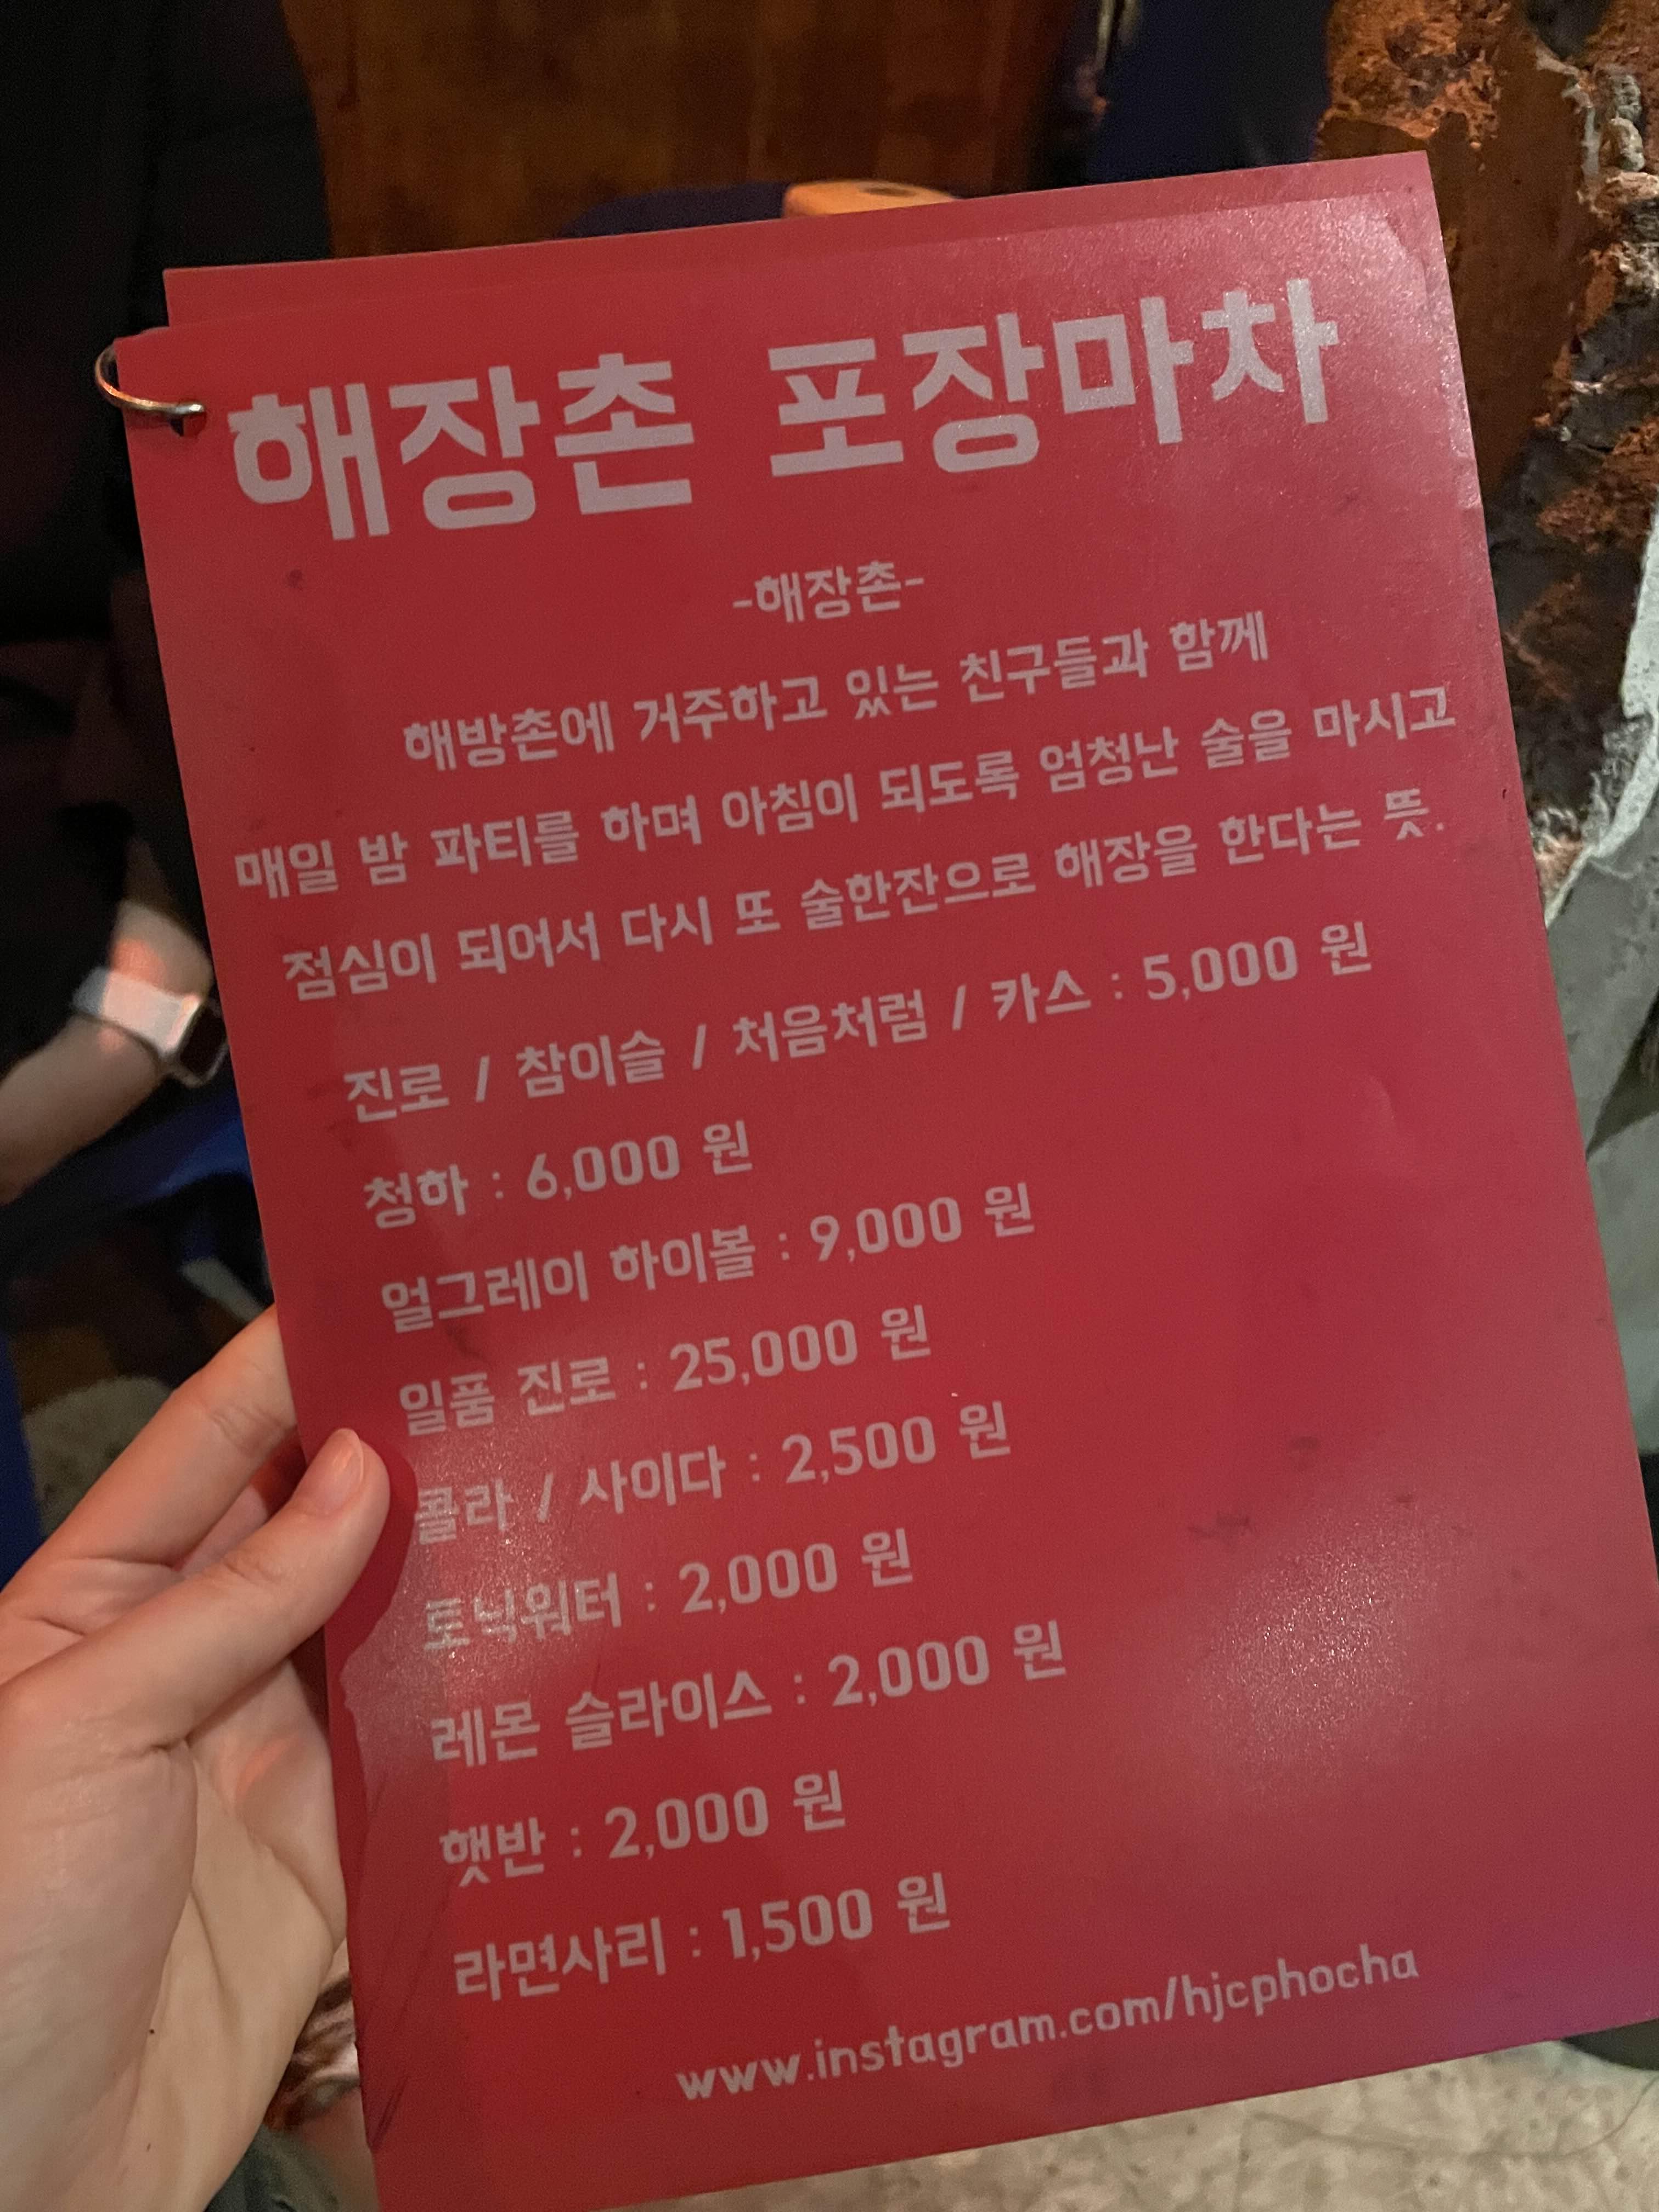 해장촌 포장마차
-해장촌-
해방촌에 거주하고 있는 친구들과 함께
매일 밤 파티를 하며 아침이 되도록 엄청난 술을 마시고
점심이 되어서 다시 또 술한잔으로 해장을 한다는 뜻.
진로 / 참이슬 / 처음처럼 / 카스 : 5,000 원
청하 : 6,000 원
얼그레이 하이볼 : 9,000 원
일품 진로 : 25,000 원
콜라 / 사이다 : 2,500 원
토닉워터 : 2,000 원
레몬 슬라이스 : 2,000 원
햇반 : 2,000 원
라면사리 : 1,500 원
www.instagram.com/hjcphocha